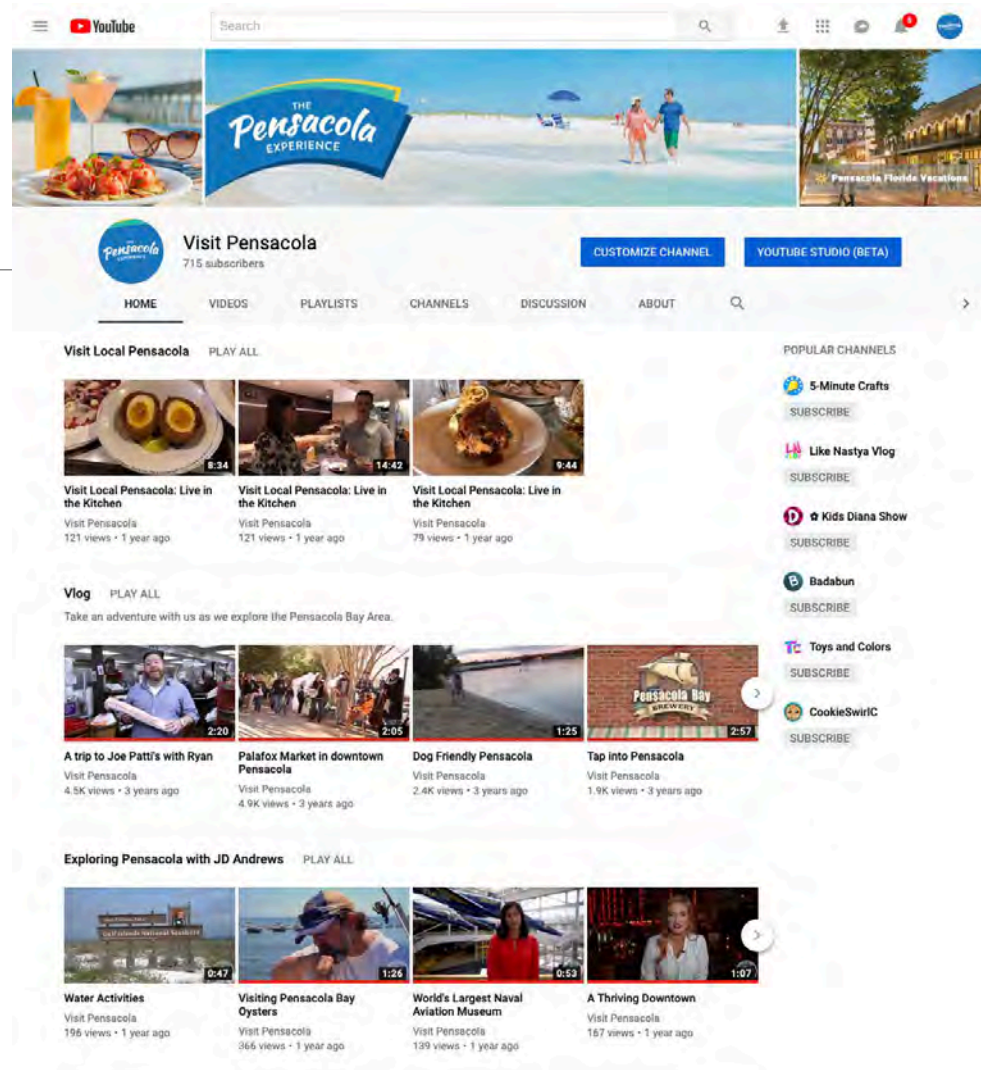 YouTube
Search
6
THE
Pensacola
EXPERIENCE
Pensacola Florida Vacations
THE
Pensacola
EXPERIENCE
Visit Pensacola
715 subscribers
CUSTOMIZE CHANNEL
YOUTUBE STUDIO (BETA)
HOME VIDEOS PLAYLISTS CHANNELS DISCUSSION ABOUT
Visit Local Pensacola PLAY ALL
8:34
14:42
9:44
Visit Local Pensacola: Live in
the Kitchen
Visit Pensacola
121 views • 1 year ago
Visit Local Pensacola: Live in
the Kitchen
Visit Pensacola
121 views • 1 year ago
Visit Local Pensacola: Live in
the Kitchen
Visit Pensacola
79 views • 1 year ago
Vlog PLAY ALL
Take an adventure with us as we explore the Pensacola Bay Area.
2:20
2:05
1:25
Pensacola Bay
BREWERY
2:57
A trip to Joe Patti's with Ryan
Visit Pensacola
4.5K views • 3 years ago
Palafox Market in downtown
Pensacola
Visit Pensacola
4.9K views • 3 years ago
Dog Friendly Pensacola
Visit Pensacola
2.4K views • 3 years ago
Tap into Pensacola
Visit Pensacola
1.9K views • 3 years ago
Exploring Pensacola with JD Andrews PLAY ALL
Gulf Islands National Seashore
0:47
1:26
0:53
1:07
Water Activities
Visit Pensacola
196 views • 1 year ago
Visiting Pensacola Bay
Oysters
Visit Pensacola
366 views • 1 year ago
World's Largest Naval
Aviation Museum
Visit Pensacola
139 views • 1 year ago
A Thriving Downtown
Visit Pensacola
167 views • 1 year ago
POPULAR CHANNELS
5-Minute Crafts
SUBSCRIBE
Like Nastya Vlog
SUBSCRIBE
✿ Kids Diana Show
SUBSCRIBE
B
Badabun
SUBSCRIBE
Toys and Colors
SUBSCRIBE
CookieSwirlC
SUBSCRIBE